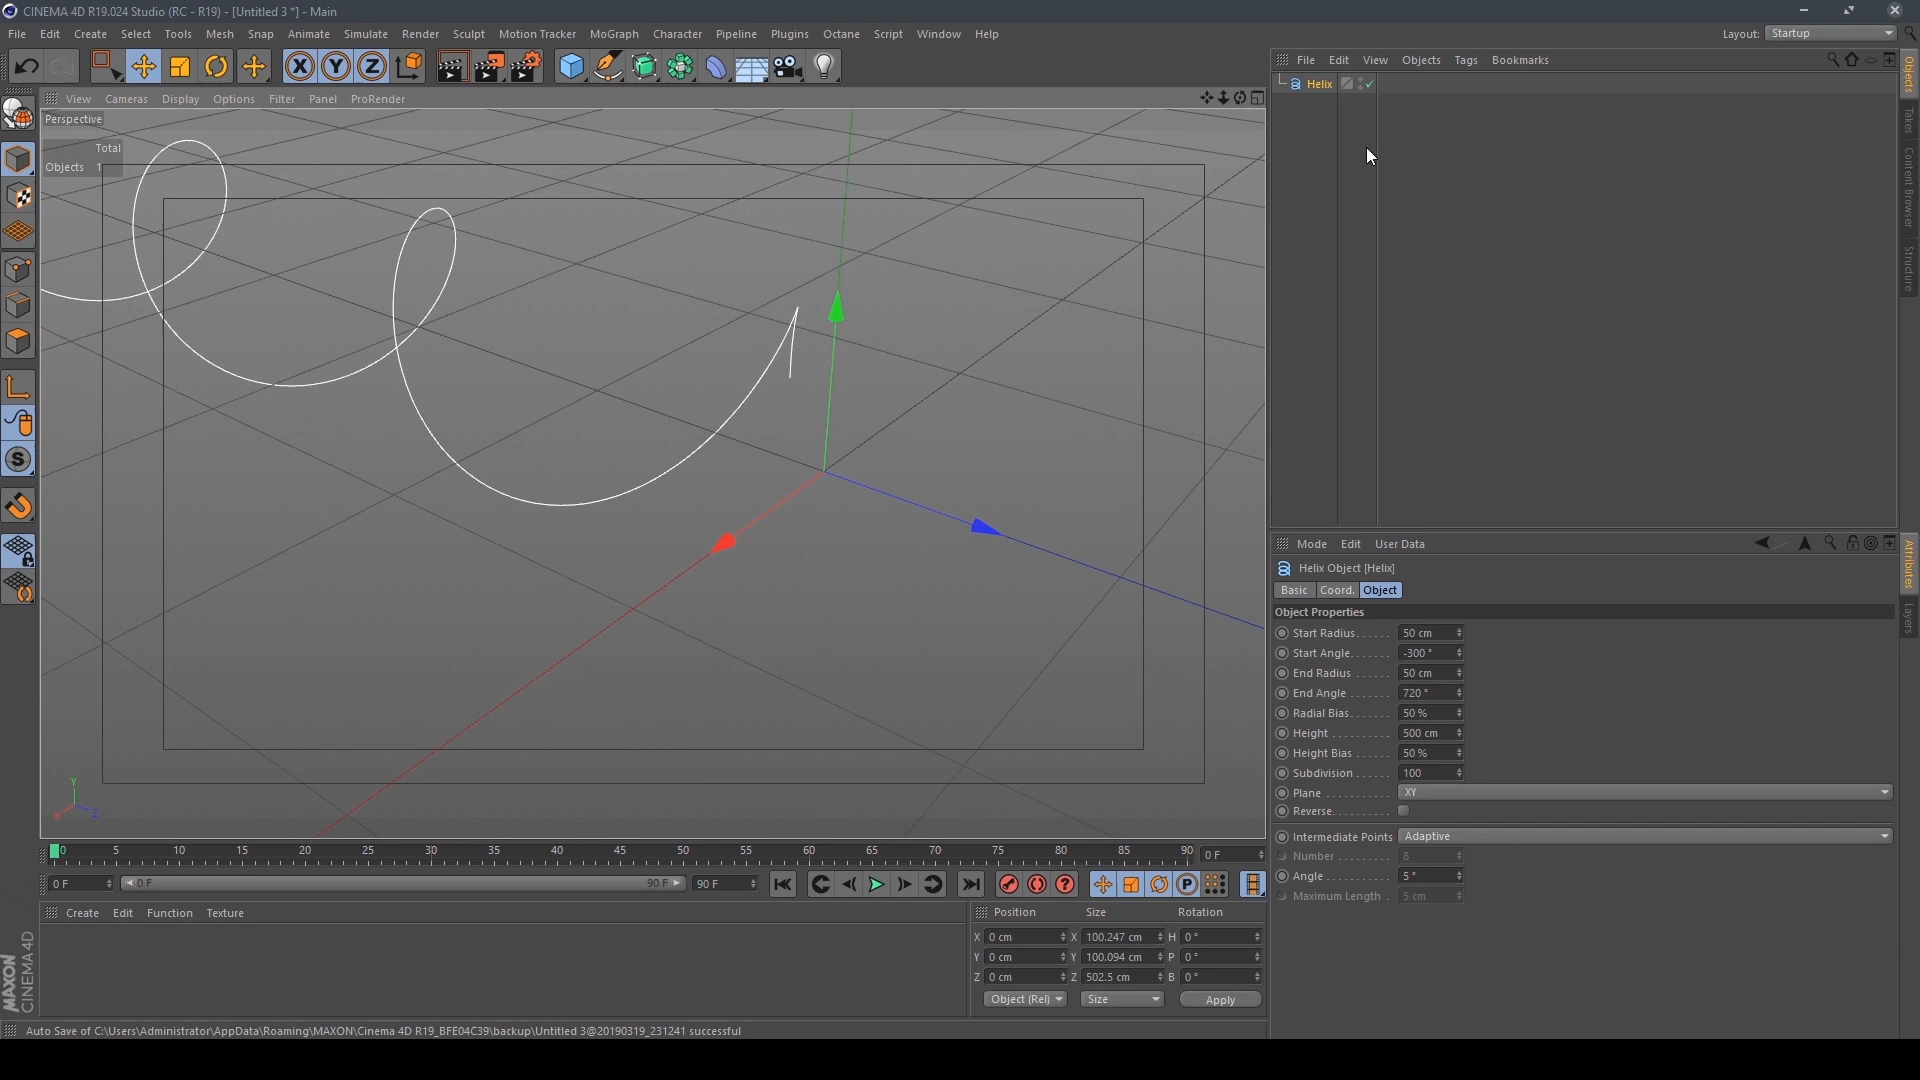 CINEMA 4D R19.024 Studio (RC - R19) - [Untitled 3 *] - Main
File Edit Create Select Tools Mesh Snap Animate Simulate Render Sculpt Motion Tracker MoGraph Character Pipeline Plugins Octane Script Window Help
Layout: Startup
X Y Z
View Cameras Display Options Filter Panel ProRender
Perspective
Total
Objects 1
File Edit View Objects Tags Bookmarks
Helix
Objects
Takes
Content Browser
Structure
Mode Edit User Data
Helix Object [Helix]
Basic Coord. Object
Object Properties
Start Radius...... 50 cm
Start Angle....... -300 °
End Radius ...... 50 cm
End Angle ....... 720 °
Radial Bias....... 50 %
Height .......... 500 cm
Height Bias ...... 50 %
Subdivision ...... 100
Plane ........... XY
Reverse..........
Intermediate Points Adaptive
Number ......... 8
Angle ........... 5 °
Maximum Length . 5 cm
Attributes
Layers
S
Y
X Z
0 5 10 15 20 25 30 35 40 45 50 55 60 65 70 75 80 85 90 0 F
0 F 0 F 90 F 90 F
P
Create Edit Function Texture
Position Size Rotation
X 0 cm X 100.247 cm H 0 °
Y 0 cm Y 100.094 cm P 0 °
Z 0 cm Z 502.5 cm B 0 °
Object (Rel) Size Apply
MAXON
CINEMA 4D
Auto Save of C:\Users\Administrator\AppData\Roaming\MAXON\Cinema 4D R19_BFE04C39\backup\Untitled 3@20190319_231241 successful